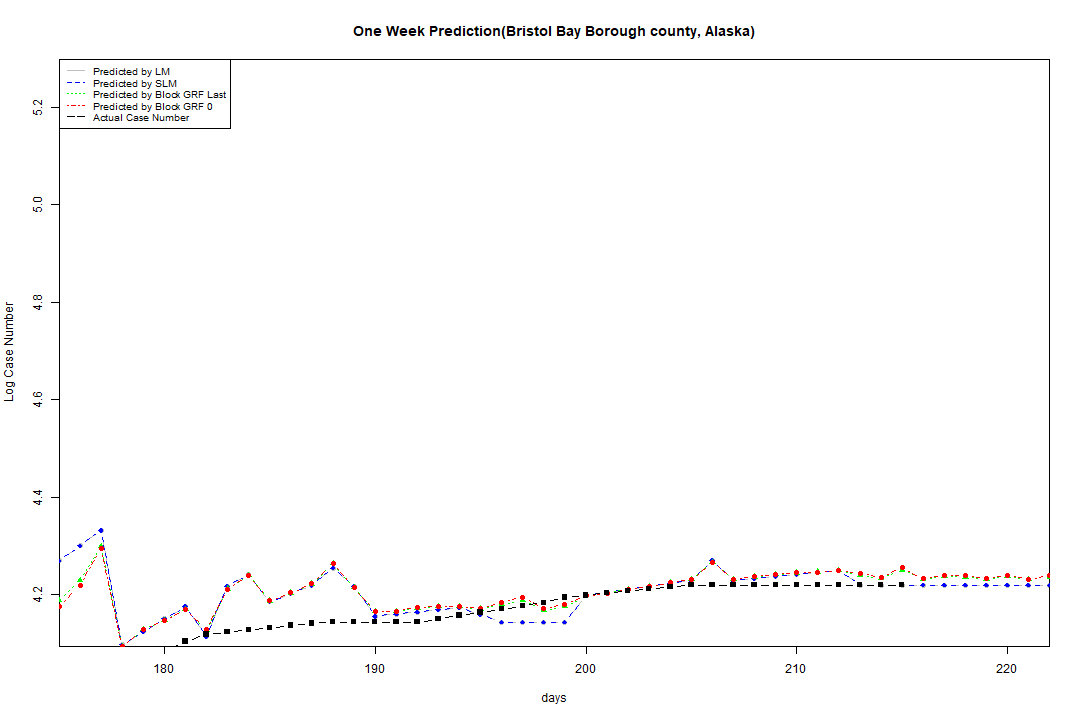 One Week Prediction(Bristol Bay Borough county, Alaska)
Predicted by LM
Predicted by SLM
Predicted by Block GRF Last
Predicted by Block GRF 0
Actual Case Number
5.2
5.0
4.8
4.6
4.4
4.2
Log Case Number
180 190 200 210 220
days